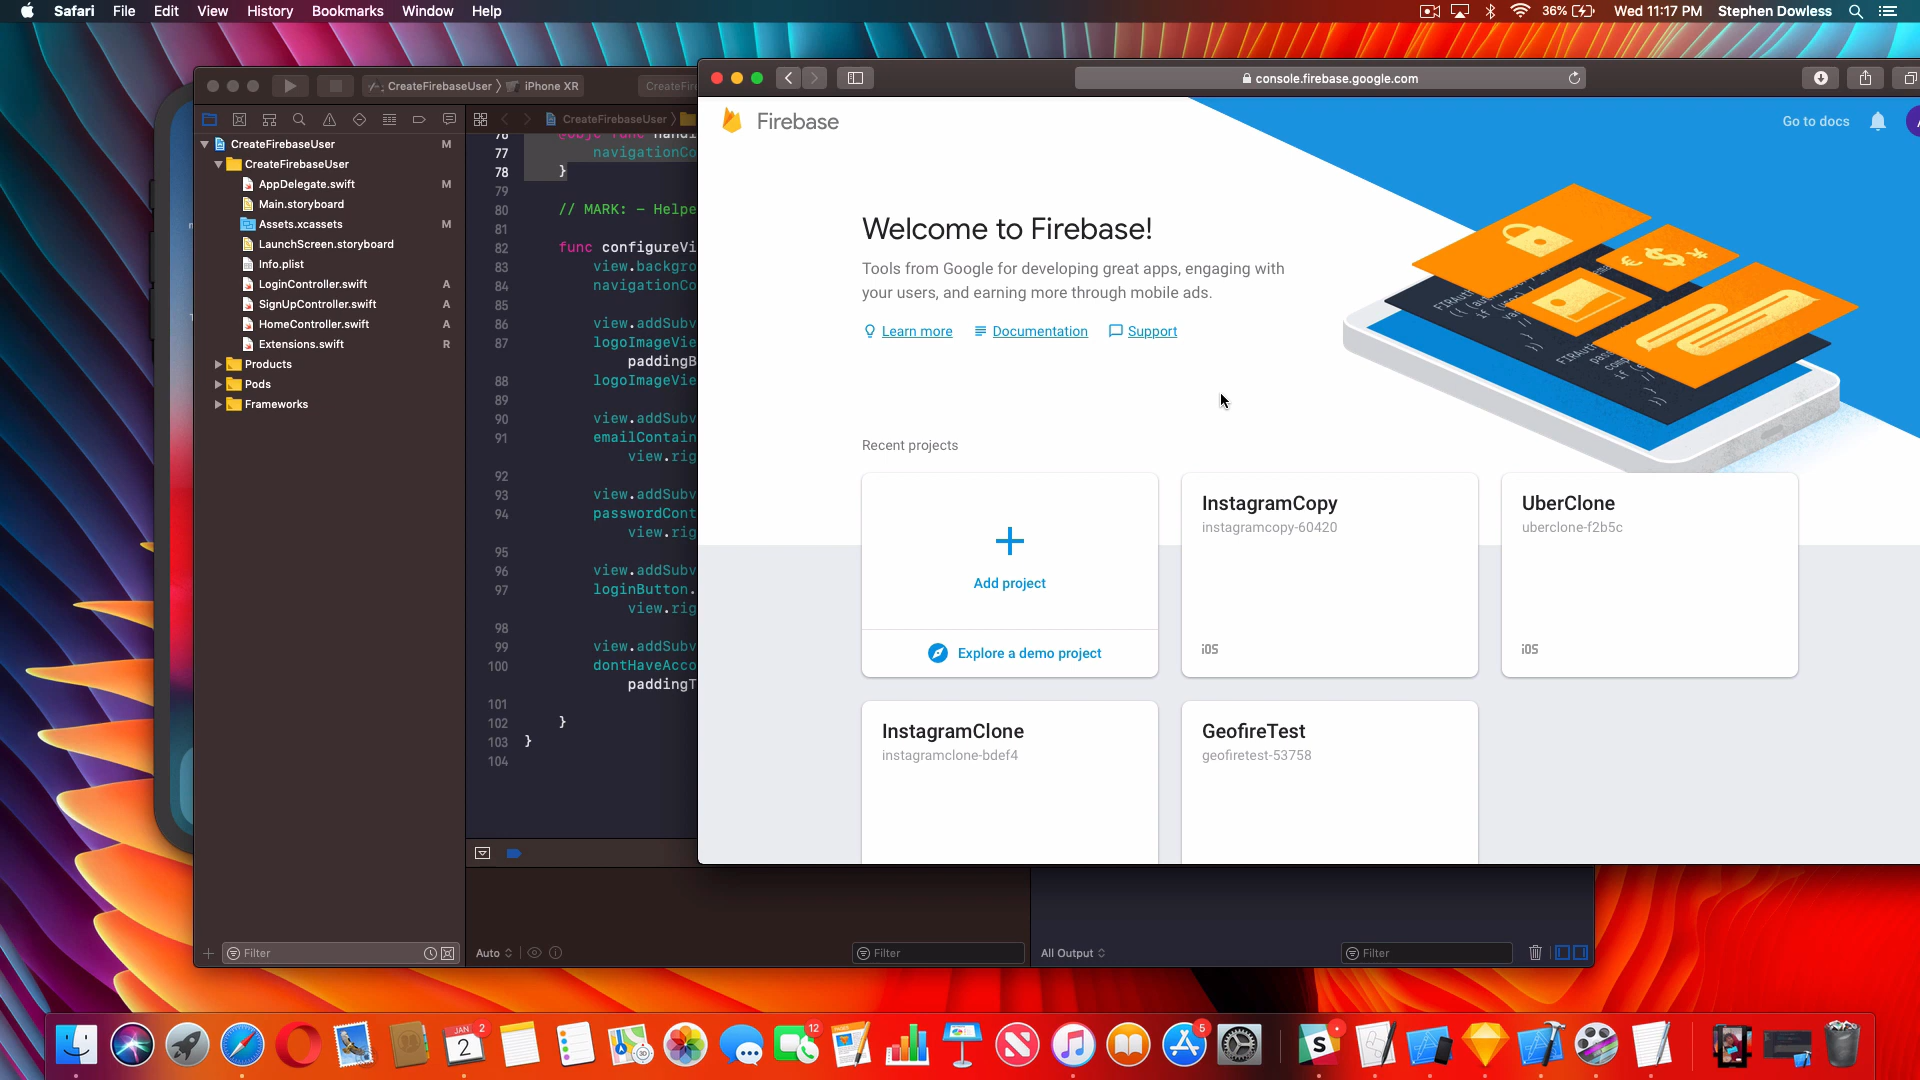 Safari File Edit View History Bookmarks Window Help
36% Wed 11:17 PM Stephen Dowless
CreateFirebaseUser iPhone XR
console.firebase.google.com
CreateFirebaseUser
CreateFirebaseUser M
CreateFirebaseUser
AppDelegate.swift M
Main.storyboard
Assets.xcassets M
LaunchScreen.storyboard
Info.plist
LoginController.swift A
SignUpController.swift A
HomeController.swift A
Extensions.swift R
Products
Pods
Frameworks
Filter
77 navigationCo
78 }
79
80 // MARK: - Helpe
81
82 func configureVi
83 view.backgro
84 navigationCo
85
86 view.addSubv
87 logoImageVie
paddingB
88 logoImageVie
89
90 view.addSubv
91 emailContain
view.rig
92
93 view.addSubv
94 passwordCont
view.rig
95
96 view.addSubv
97 loginButton.
view.rig
98
99 view.addSubv
100 dontHaveAcco
paddingT
101
102 }
103 }
104
Auto
Filter
All Output
Filter
Firebase
Go to docs
Welcome to Firebase!
Tools from Google for developing great apps, engaging with
your users, and earning more through mobile ads.
Learn more Documentation Support
Recent projects
Add project
Explore a demo project
InstagramCopy
instagramcopy-60420
iOS
UberClone
uberclone-f2b5c
iOS
InstagramClone
instagramclone-bdef4
GeofireTest
geofiretest-53758
JAN
2
2
12
5